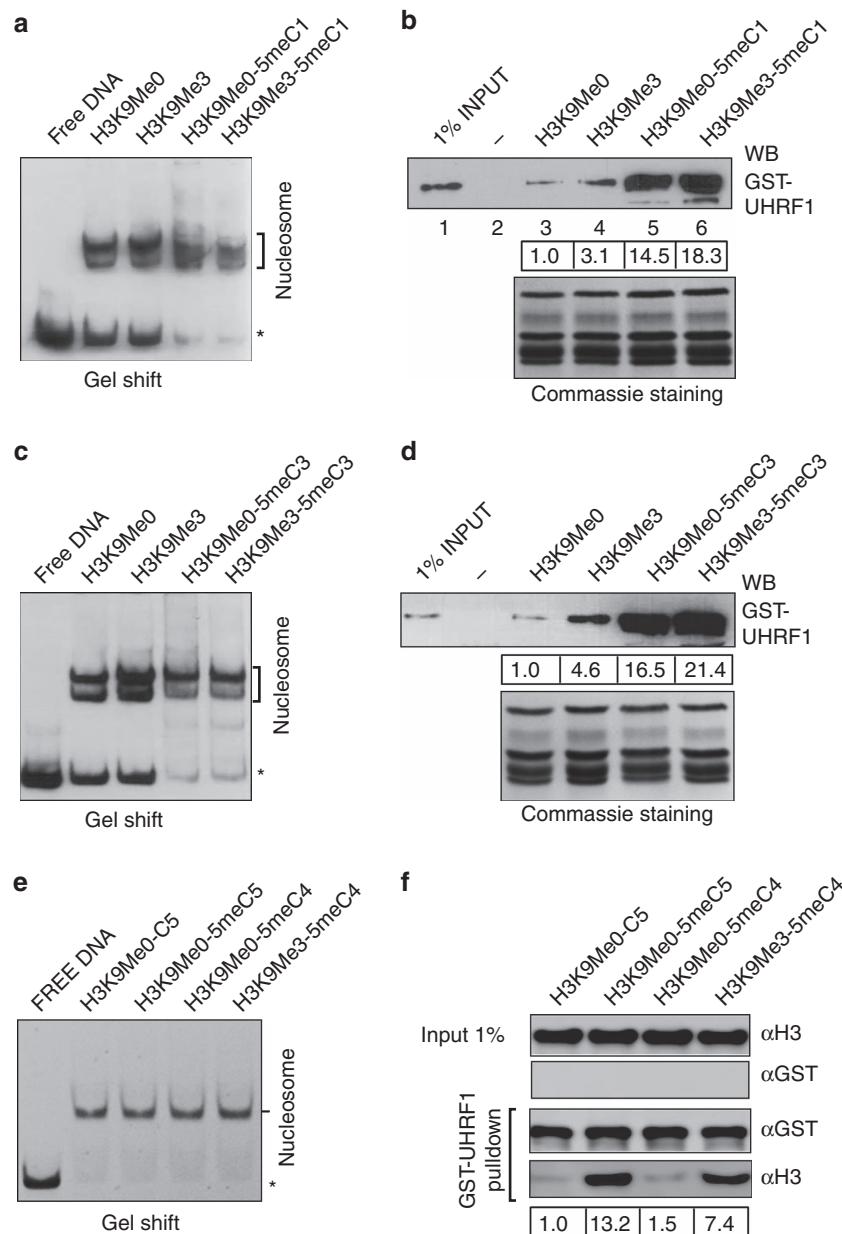 a
Free DNA
H3K9Me0
H3K9Me3
H3K9Me0-5meC1
H3K9Me3-5meC1
Nucleosome
*
Gel shift
b
1% INPUT
–
H3K9Me0
H3K9Me3
H3K9Me0-5meC1
H3K9Me3-5meC1
WB
GST-
UHRF1
1 2 3 4 5 6
1.0 3.1 14.5 18.3
Commassie staining
c
Free DNA
H3K9Me0
H3K9Me3
H3K9Me0-5meC3
H3K9Me3-5meC3
Nucleosome
*
Gel shift
d
1% INPUT
–
H3K9Me0
H3K9Me3
H3K9Me0-5meC3
H3K9Me3-5meC3
WB
GST-
UHRF1
1.0 4.6 16.5 21.4
Commassie staining
e
FREE DNA
H3K9Me0-C5
H3K9Me0-5meC5
H3K9Me0-5meC4
H3K9Me3-5meC4
Nucleosome
*
Gel shift
f
H3K9Me0-C5
H3K9Me0-5meC5
H3K9Me0-5meC4
H3K9Me3-5meC4
Input 1%
αH3
αGST
GST-UHRF1
pulldown
αGST
αH3
1.0 13.2 1.5 7.4